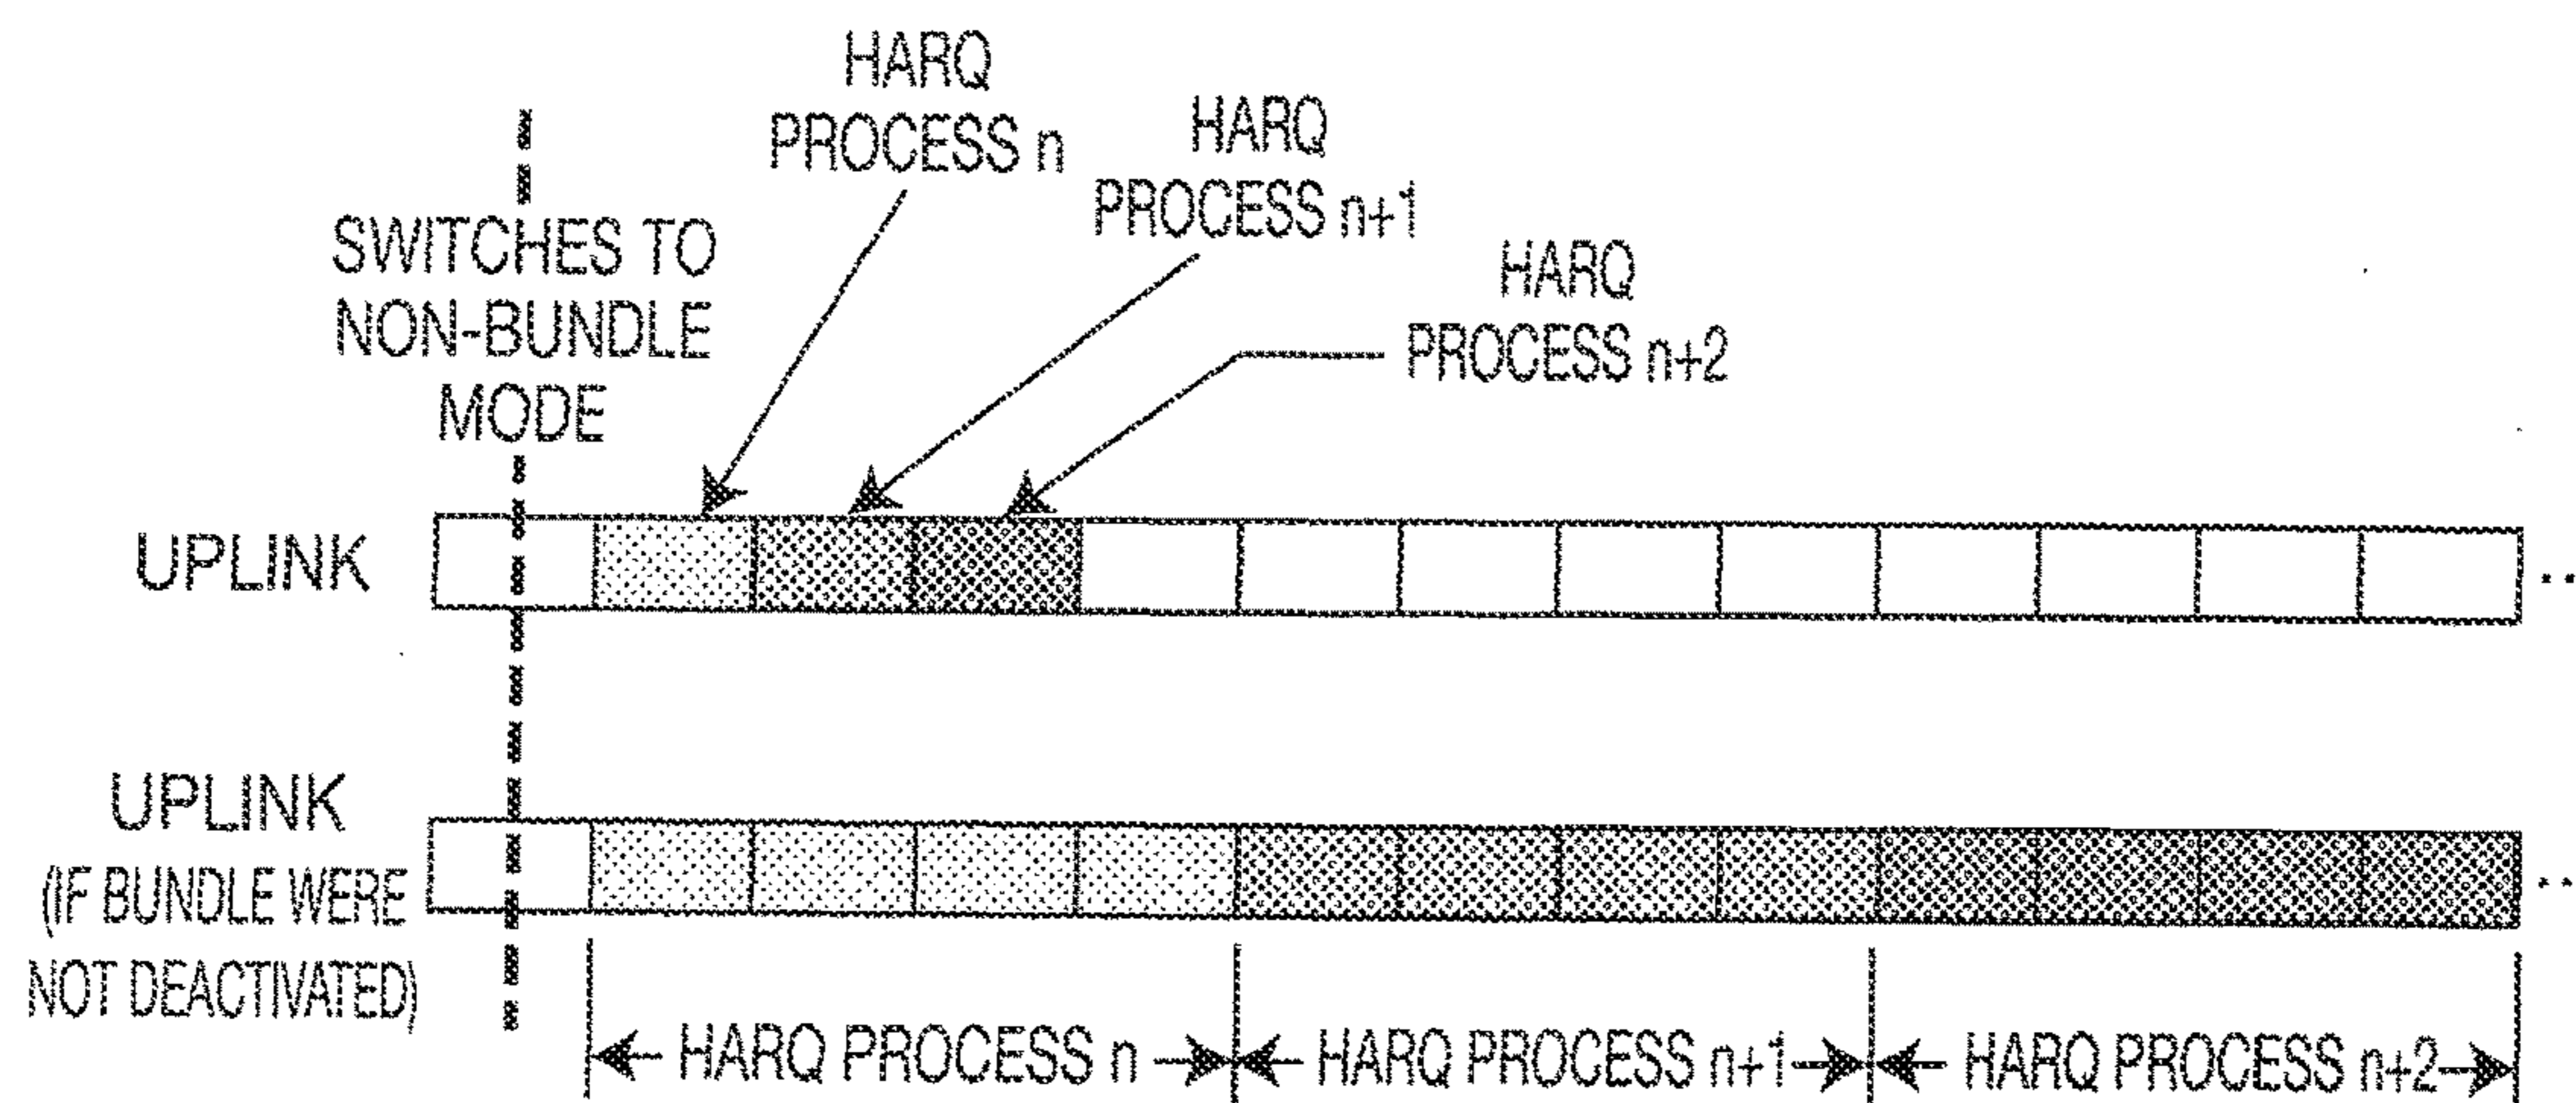 HARQ
PROCESS n
HARQ
PROCESS n+1
HARQ
PROCESS n+2
SWITCHES TO
NON-BUNDLE
MODE
UPLINK
UPLINK
(IF BUNDLE WERE
NOT DEACTIVATED)
HARQ PROCESS n
HARQ PROCESS n+1
HARQ PROCESS n+2